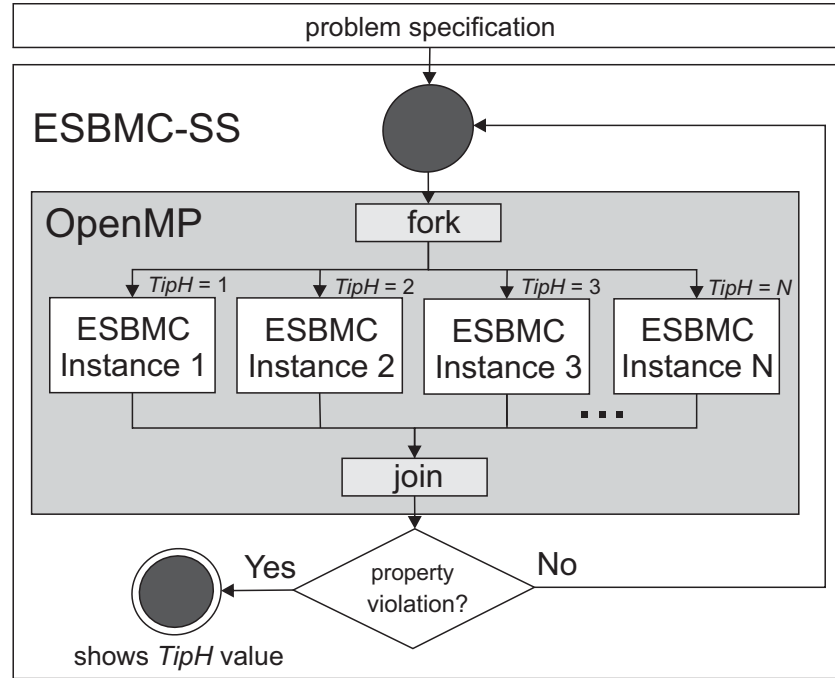 problem specification
ESBMC-SS
OpenMP
fork
TipH = 1
TipH = 2
TipH = 3
TipH = N
ESBMC
Instance 1
ESBMC
Instance 2
ESBMC
Instance 3
ESBMC
Instance N
...
join
property
violation?
Yes
No
shows TipH value